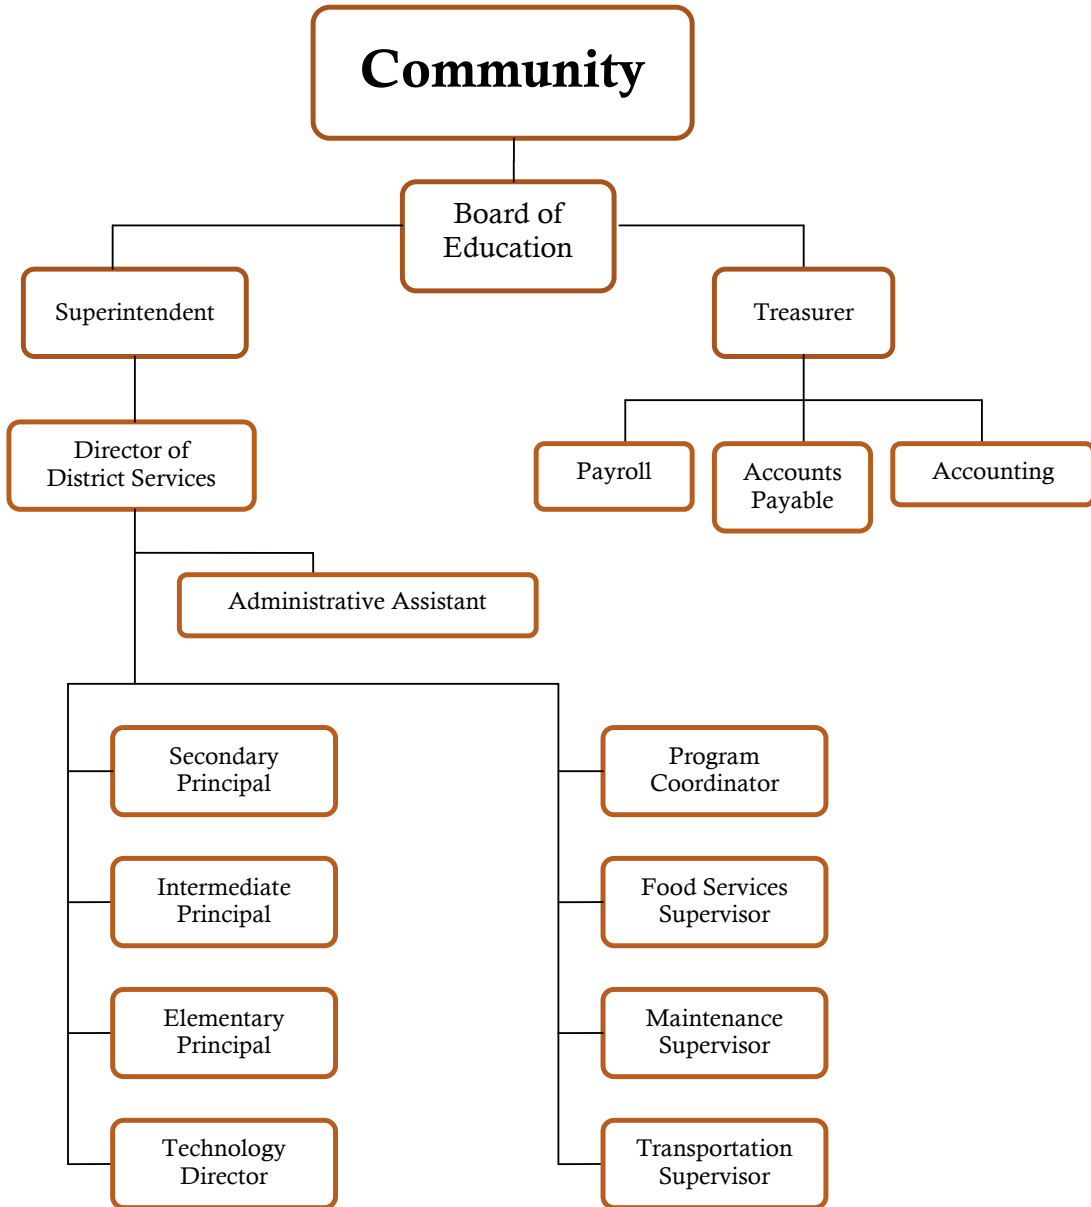 Community
Board of
Education
Superintendent
Treasurer
Director of
District Services
Payroll
Accounts
Payable
Accounting
Administrative Assistant
Secondary
Principal
Program
Coordinator
Intermediate
Principal
Food Services
Supervisor
Elementary
Principal
Maintenance
Supervisor
Technology
Director
Transportation
Supervisor